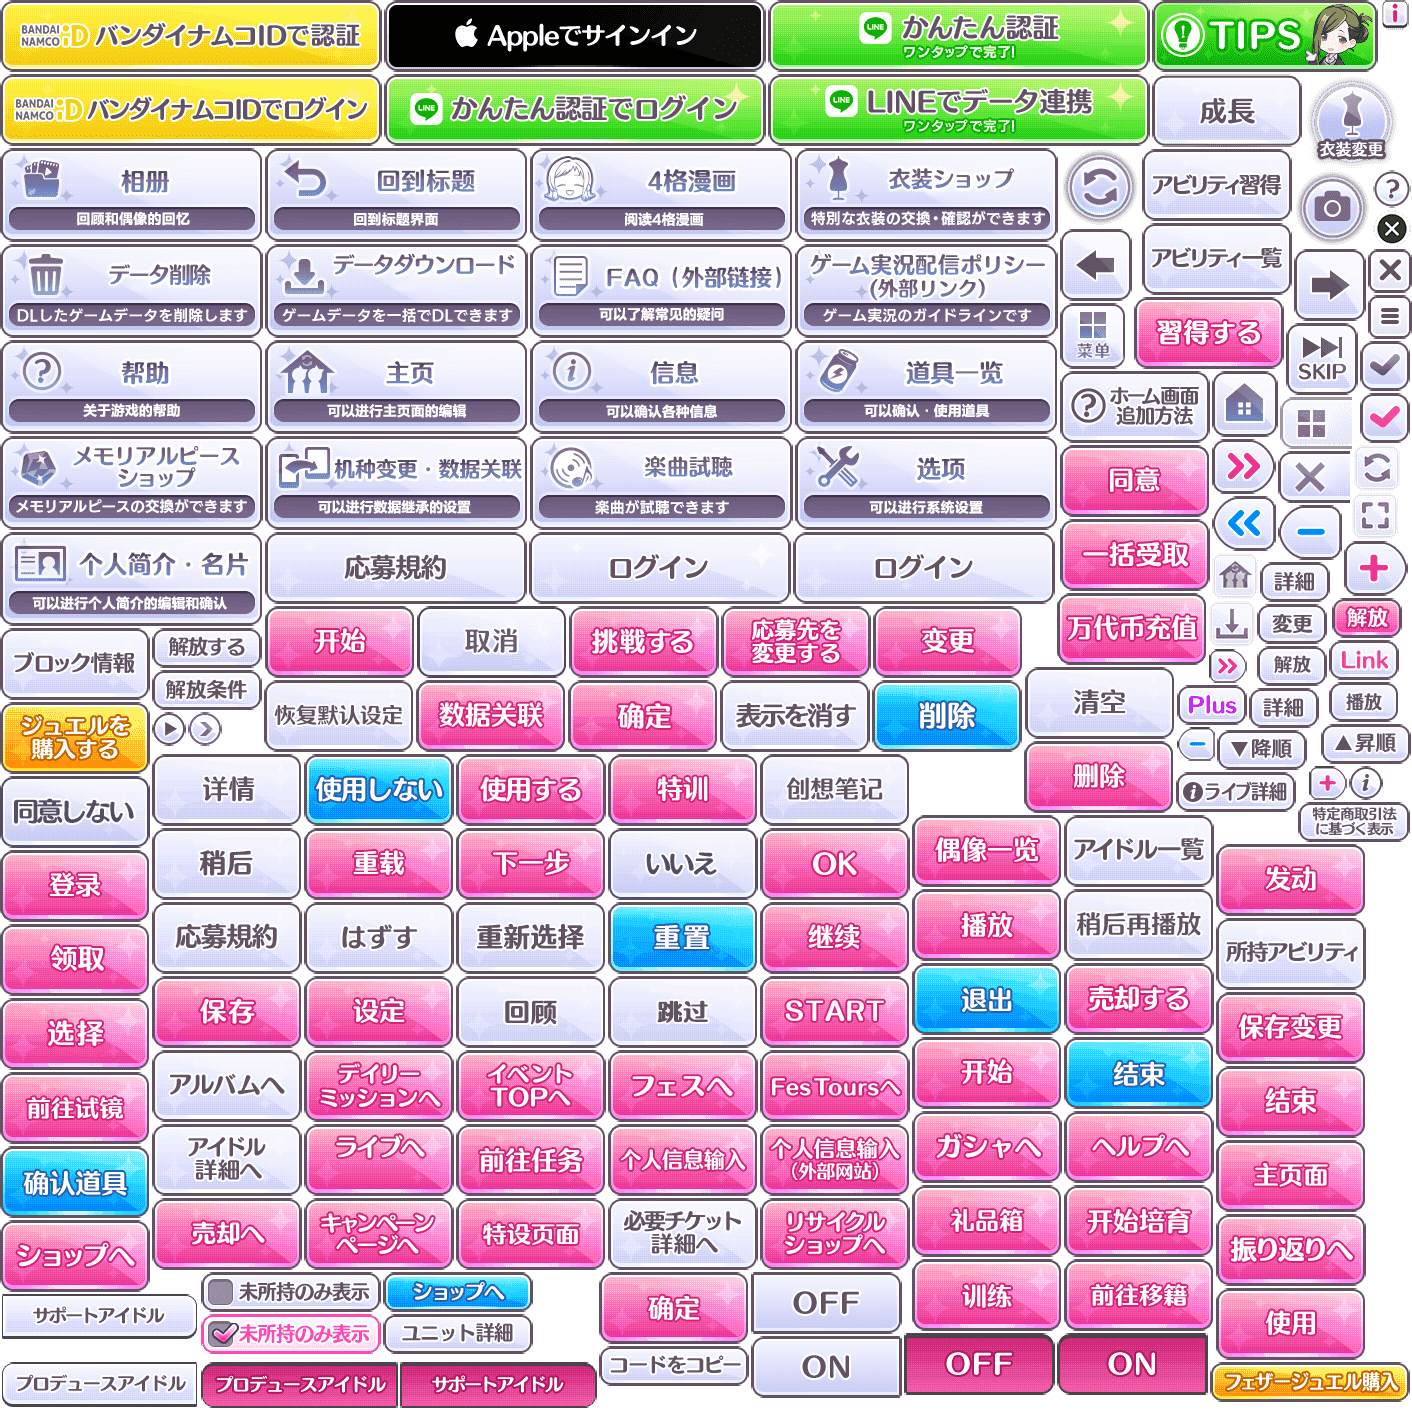 BANDAI NAMCO iD バンダイナムコIDで認証
Appleでサインイン
LINE かんたん認証
ワンタップで完了!
TIPS
i
BANDAI NAMCO iD バンダイナムコIDでログイン
LINE かんたん認証でログイン
LINE LINEでデータ連携
ワンタップで完了!
成長
衣装変更
相册
回顾和偶像的回忆
回到标题
回到标题界面
4格漫画
阅读4格漫画
衣装ショップ
特別な衣装の交換・確認ができます
アビリティ習得
?
データ削除
DLしたゲームデータを削除します
データダウンロード
ゲームデータを一括でDLできます
FAQ（外部链接）
可以了解常见的疑问
ゲーム実況配信ポリシー
(外部リンク)
ゲーム実況のガイドラインです
アビリティ一覧
菜单
習得する
SKIP
帮助
关于游戏的帮助
主页
可以进行主页面的编辑
信息
可以确认各种信息
道具一览
可以确认・使用道具
ホーム画面
追加方法
メモリアルピース
ショップ
メモリアルピースの交換ができます
机种变更・数据关联
可以进行数据继承的设置
楽曲試聴
楽曲が試聴できます
选项
可以进行系统设置
同意
一括受取
个人简介・名片
可以进行个人简介的编辑和确认
応募規約
ログイン
ログイン
詳細
万代币充值
変更
解放
解放
Link
ブロック情報
解放する
解放条件
开始
取消
挑戦する
応募先を
変更する
变更
Plus
詳細
播放
ジュエルを
購入する
恢复默认设定
数据关联
确定
表示を消す
削除
清空
▼降順
▲昇順
同意しない
详情
使用しない
使用する
特训
创想笔记
删除
ライブ詳細
特定商取引法
に基づく表示
登录
稍后
重载
下一步
いいえ
OK
偶像一览
アイドル一覧
发动
领取
応募規約
はずす
重新选择
重置
继续
播放
稍后再播放
所持アビリティ
选择
保存
设定
回顾
跳过
START
退出
売却する
保存变更
前往试镜
アルバムへ
デイリー
ミッションへ
イベント
TOPへ
フェスへ
Fes Toursへ
开始
结束
结束
确认道具
アイドル
詳細へ
ライブへ
前往任务
个人信息输入
个人信息输入
（外部网站）
ガシャへ
ヘルプへ
主页面
ショップへ
売却へ
キャンペーン
ページへ
特设页面
必要チケット
詳細へ
リサイクル
ショップへ
礼品箱
开始培育
振り返りへ
サポートアイドル
未所持のみ表示
ショップへ
未所持のみ表示
ユニット詳細
确定
OFF
训练
前往移籍
使用
コードをコピー
ON
OFF
ON
プロデュースアイドル
プロデュースアイドル
サポートアイドル
フェザージュエル購入